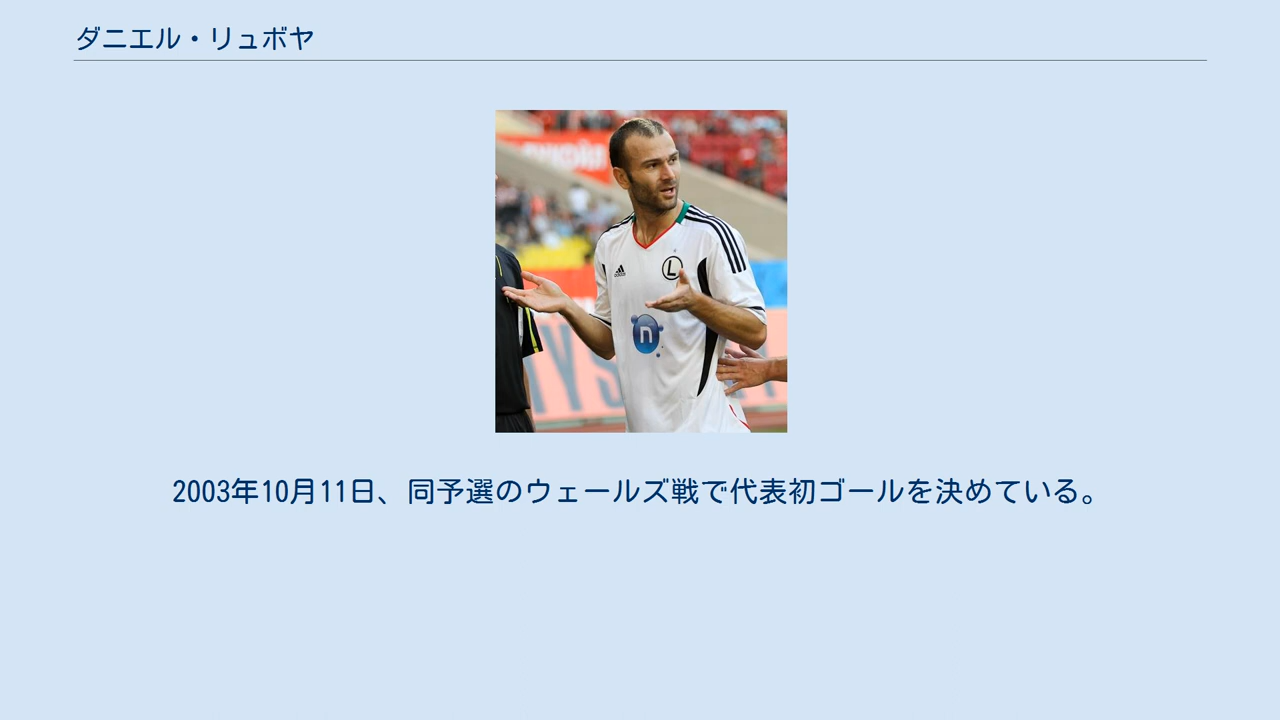 ダニエル・リュボヤ
L
n
2003年10月11日、同予選のウェールズ戦で代表初ゴールを決めている。